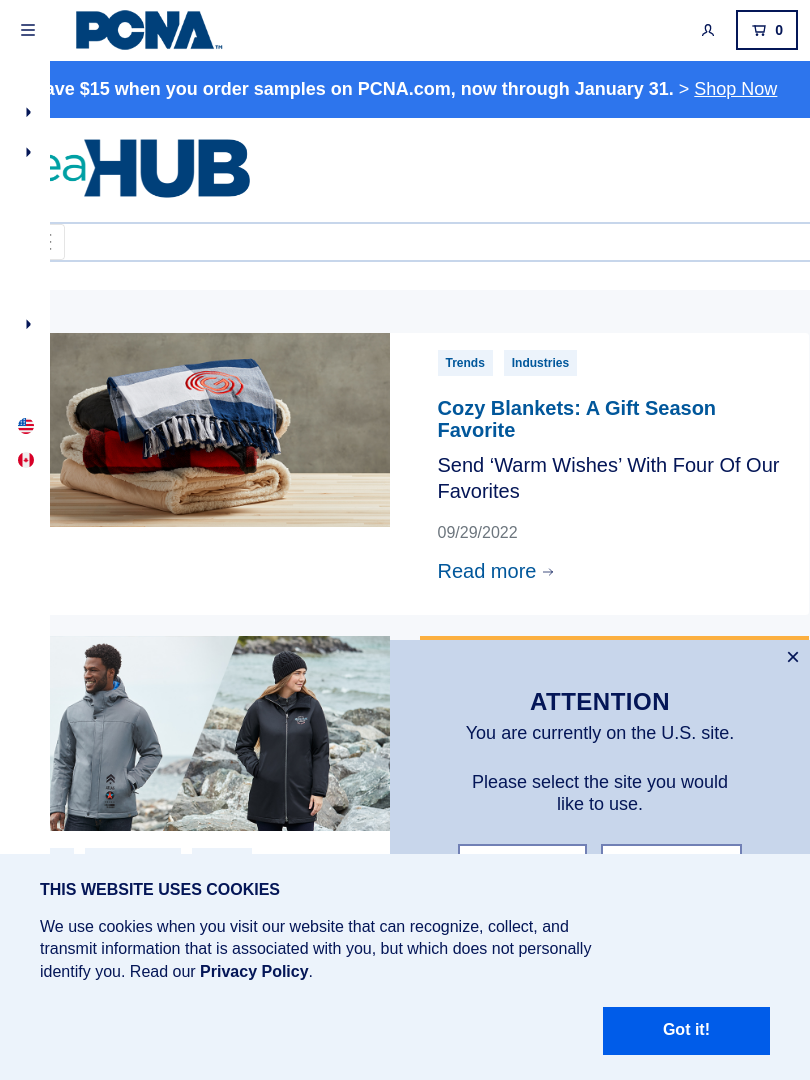 PCNA™
0
ave $15 when you order samples on PCNA.com, now through January 31. > Shop Now
eaHUB
Trends Industries
Cozy Blankets: A Gift Season
Favorite
Send ‘Warm Wishes’ With Four Of Our
Favorites
09/29/2022
Read more
ATTENTION
You are currently on the U.S. site.
Please select the site you would
like to use.
THIS WEBSITE USES COOKIES
We use cookies when you visit our website that can recognize, collect, and
transmit information that is associated with you, but which does not personally
identify you. Read our Privacy Policy.
Got it!